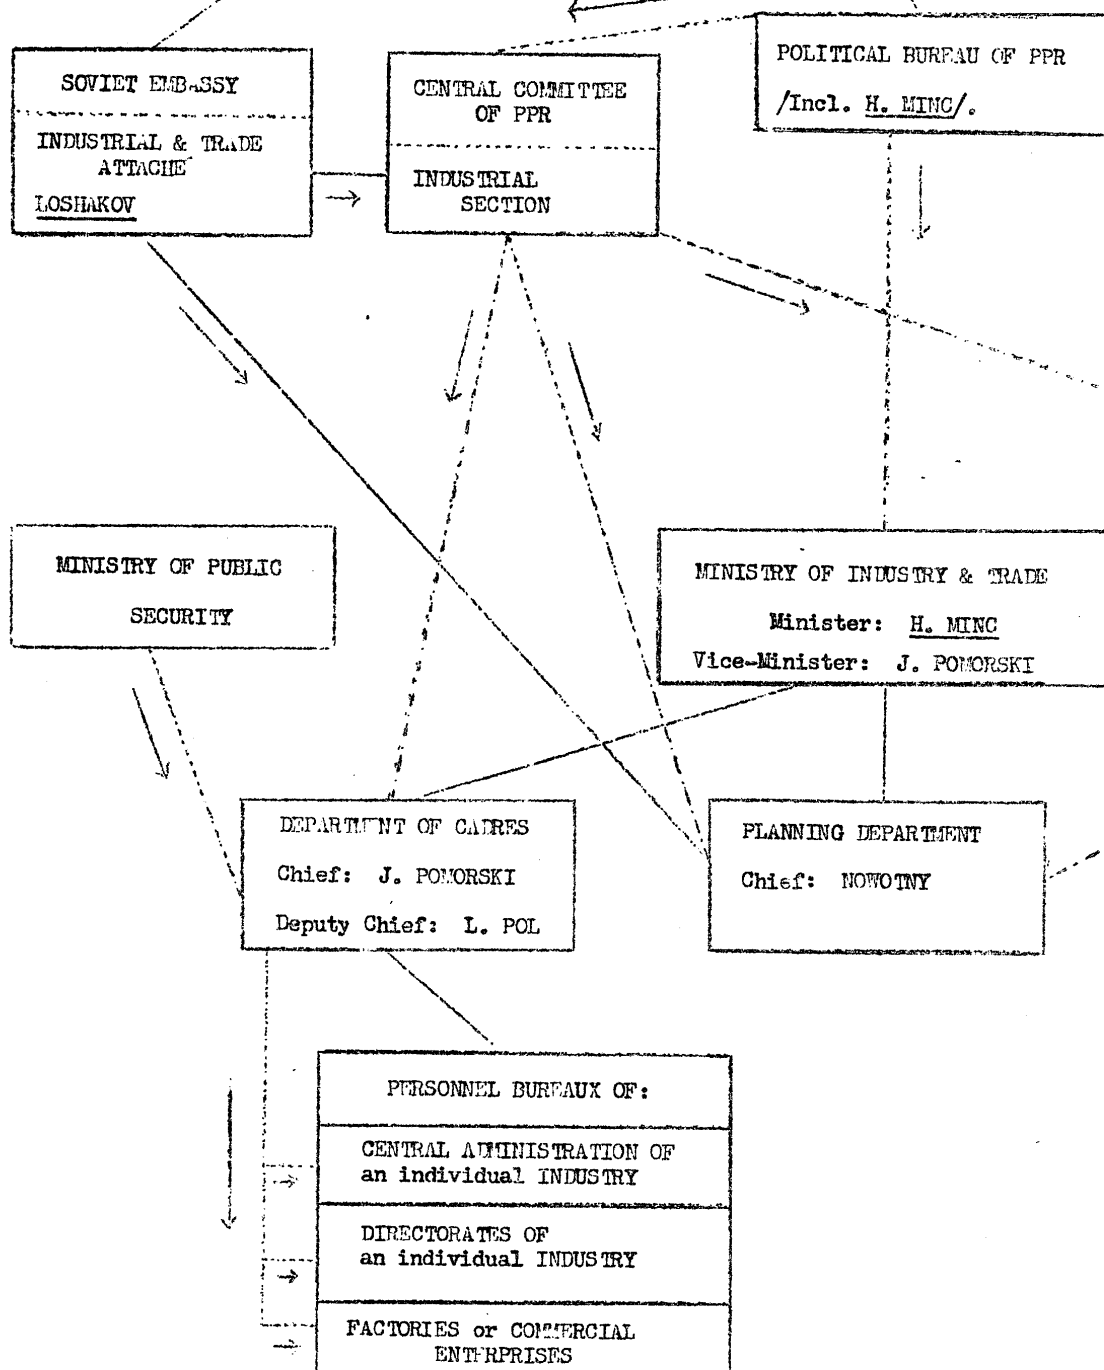 SOVIET EMBASSY
INDUSTRIAL & TRADE
ATTACHE
LOSHAKOV
CENTRAL COMMITTEE
OF PPR
INDUSTRIAL
SECTION
POLITICAL BUREAU OF PPR
/Incl. H. MINC/.
MINISTRY OF PUBLIC
SECURITY
MINISTRY OF INDUSTRY & TRADE
Minister: H. MINC
Vice-Minister: J. POMORSKI
DEPARTMENT OF CADRES
Chief: J. POMORSKI
Deputy Chief: L. POL
PLANNING DEPARTMENT
Chief: NOWOTNY
PERSONNEL BUREAUX OF:
CENTRAL ADMINISTRATION OF
an individual INDUSTRY
DIRECTORATES OF
an individual INDUSTRY
FACTORIES or COMMERCIAL
ENTERPRISES